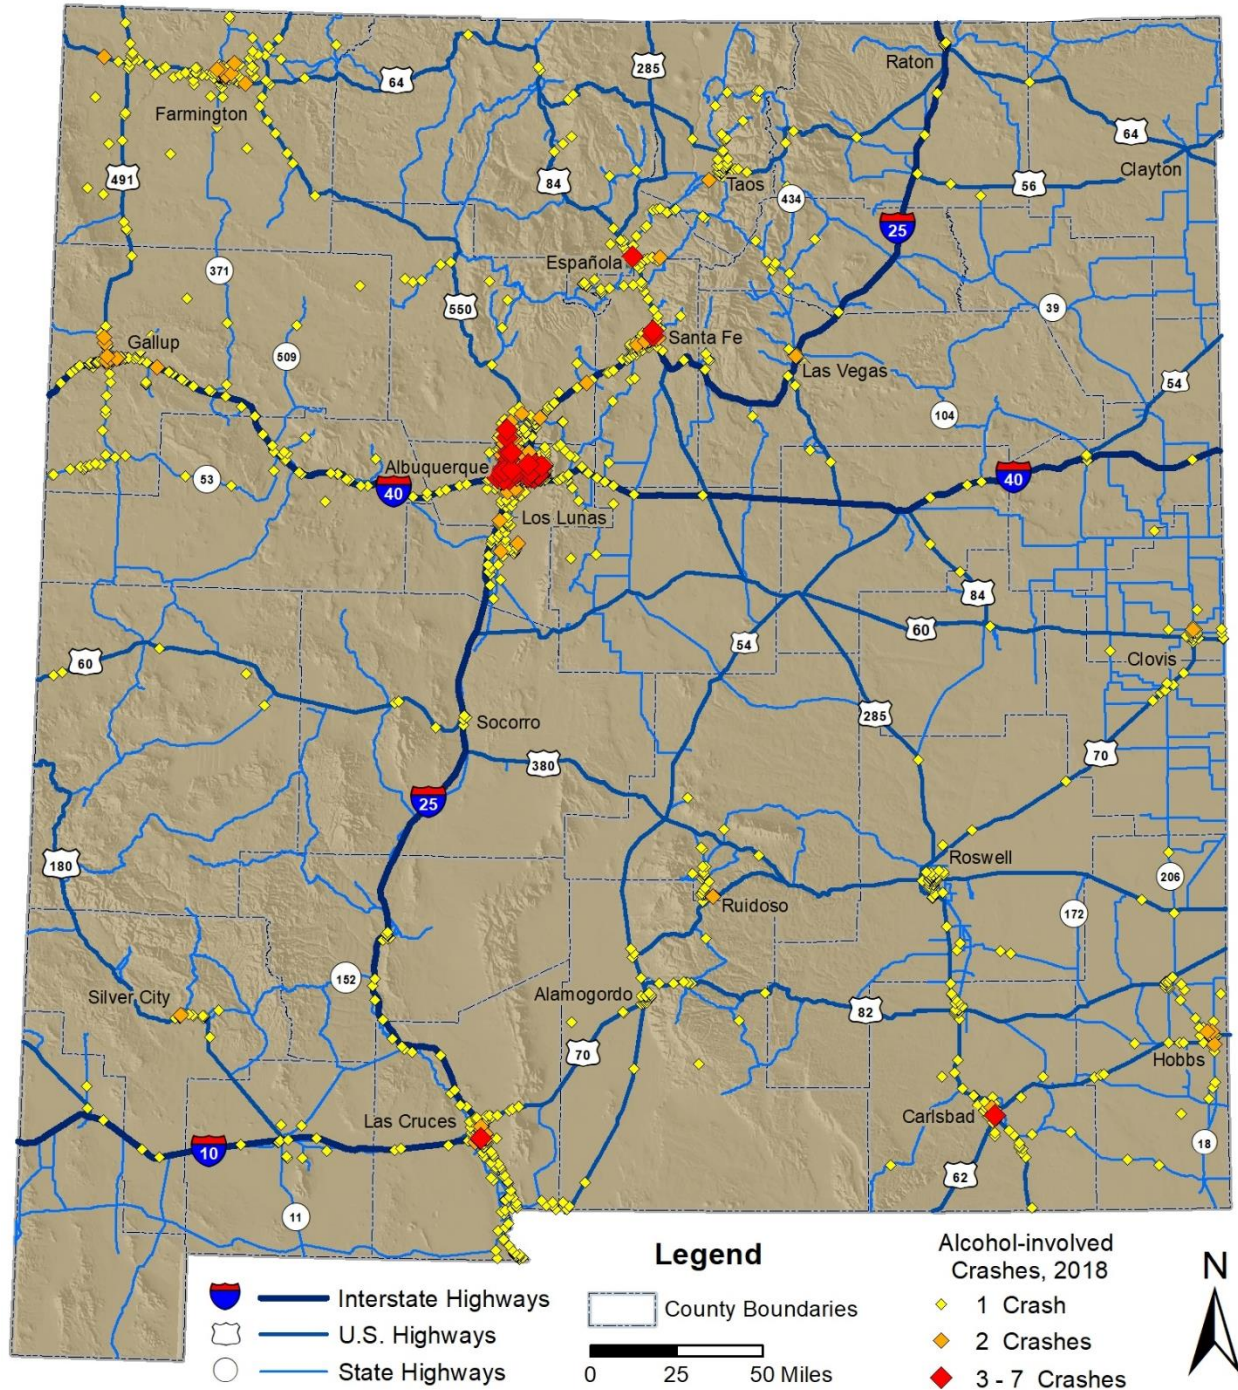 Raton
285
64
64
Farmington
Clayton
491
Taos
56
84
434
25
Española
371
550
39
Santa Fe
Gallup
509
Las Vegas
54
104
Albuquerque
53
40
40
Los Lunas
84
60
54
60
Clovis
285
Socorro
70
380
25
180
Roswell
206
Ruidoso
172
152
Silver City
Alamogordo
82
70
Hobbs
Las Cruces
Carlsbad
10
18
62
11
Legend
Interstate Highways
U.S. Highways
State Highways
County Boundaries
0 25 50 Miles
Alcohol-involved
Crashes, 2018
1 Crash
2 Crashes
3 - 7 Crashes
N